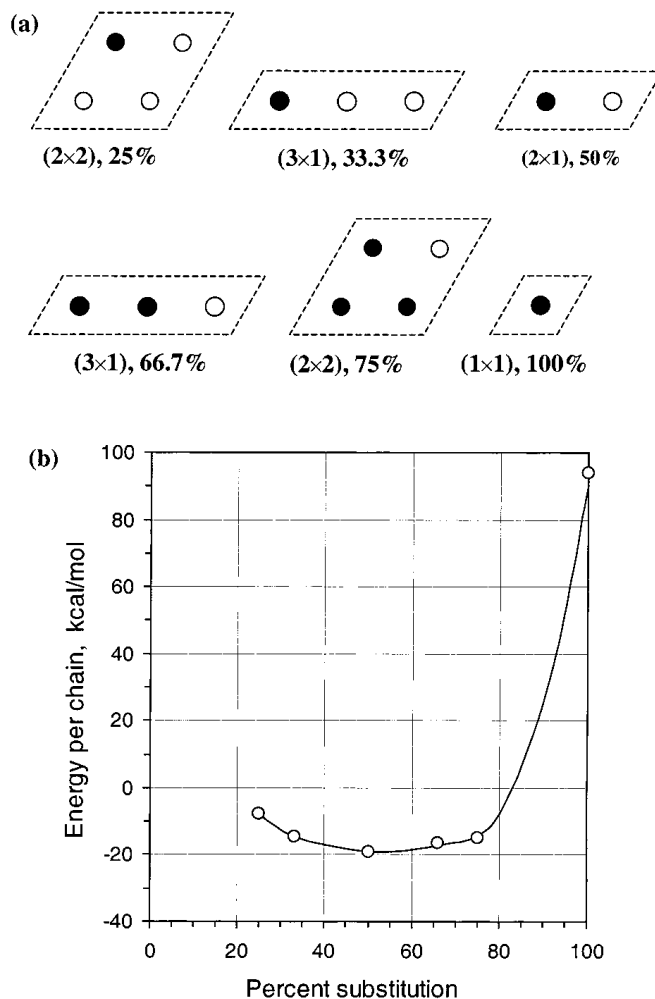 (a)
(2×2), 25%
(3×1), 33.3%
(2×1), 50%
(3×1), 66.7%
(2×2), 75%
(1×1), 100%
(b)
Energy per chain, kcal/mol
100
80
60
40
20
0
-20
-40
0 20 40 60 80 100
Percent substitution